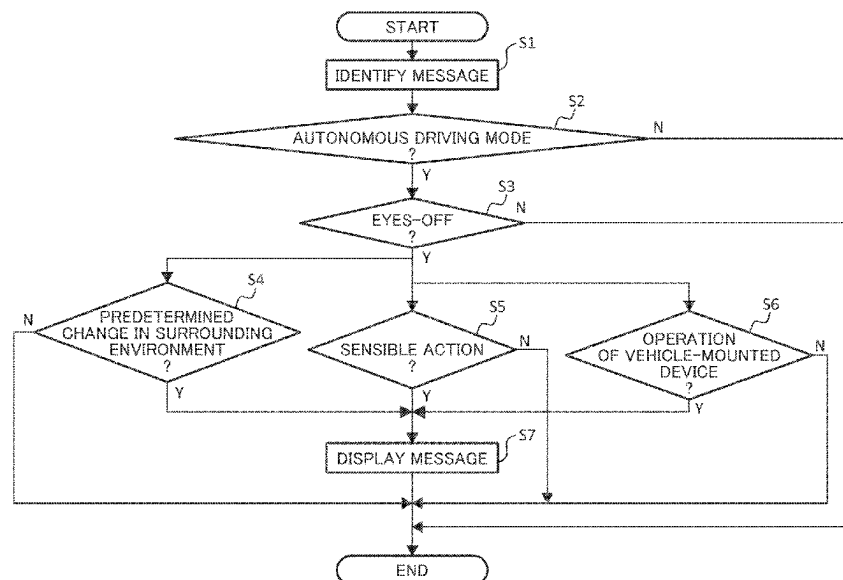 START
S1
IDENTIFY MESSAGE
S2
AUTONOMOUS DRIVING MODE
?
N
Y
S3
EYES-OFF
?
N
Y
S4
N
PREDETERMINED
CHANGE IN SURROUNDING
ENVIRONMENT
?
Y
S5
SENSIBLE ACTION
?
N
Y
S6
OPERATION
OF VEHICLE-MOUNTED
DEVICE
?
N
Y
S7
DISPLAY MESSAGE
END